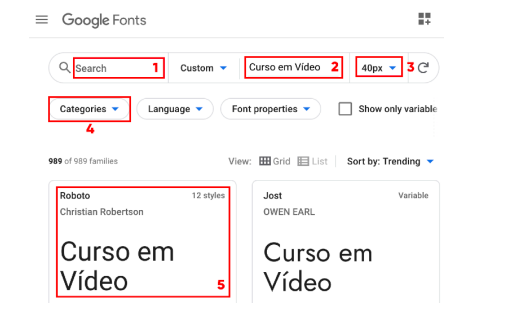 Google Fonts
Search 1 Custom Curso em Vídeo 2 40px 3
Categories Language Font properties Show only variable
4
989 of 989 families View: Grid List Sort by: Trending
Roboto 12 styles
Christian Robertson
Curso em
Vídeo 5
Jost Variable
OWEN EARL
Curso em
Vídeo